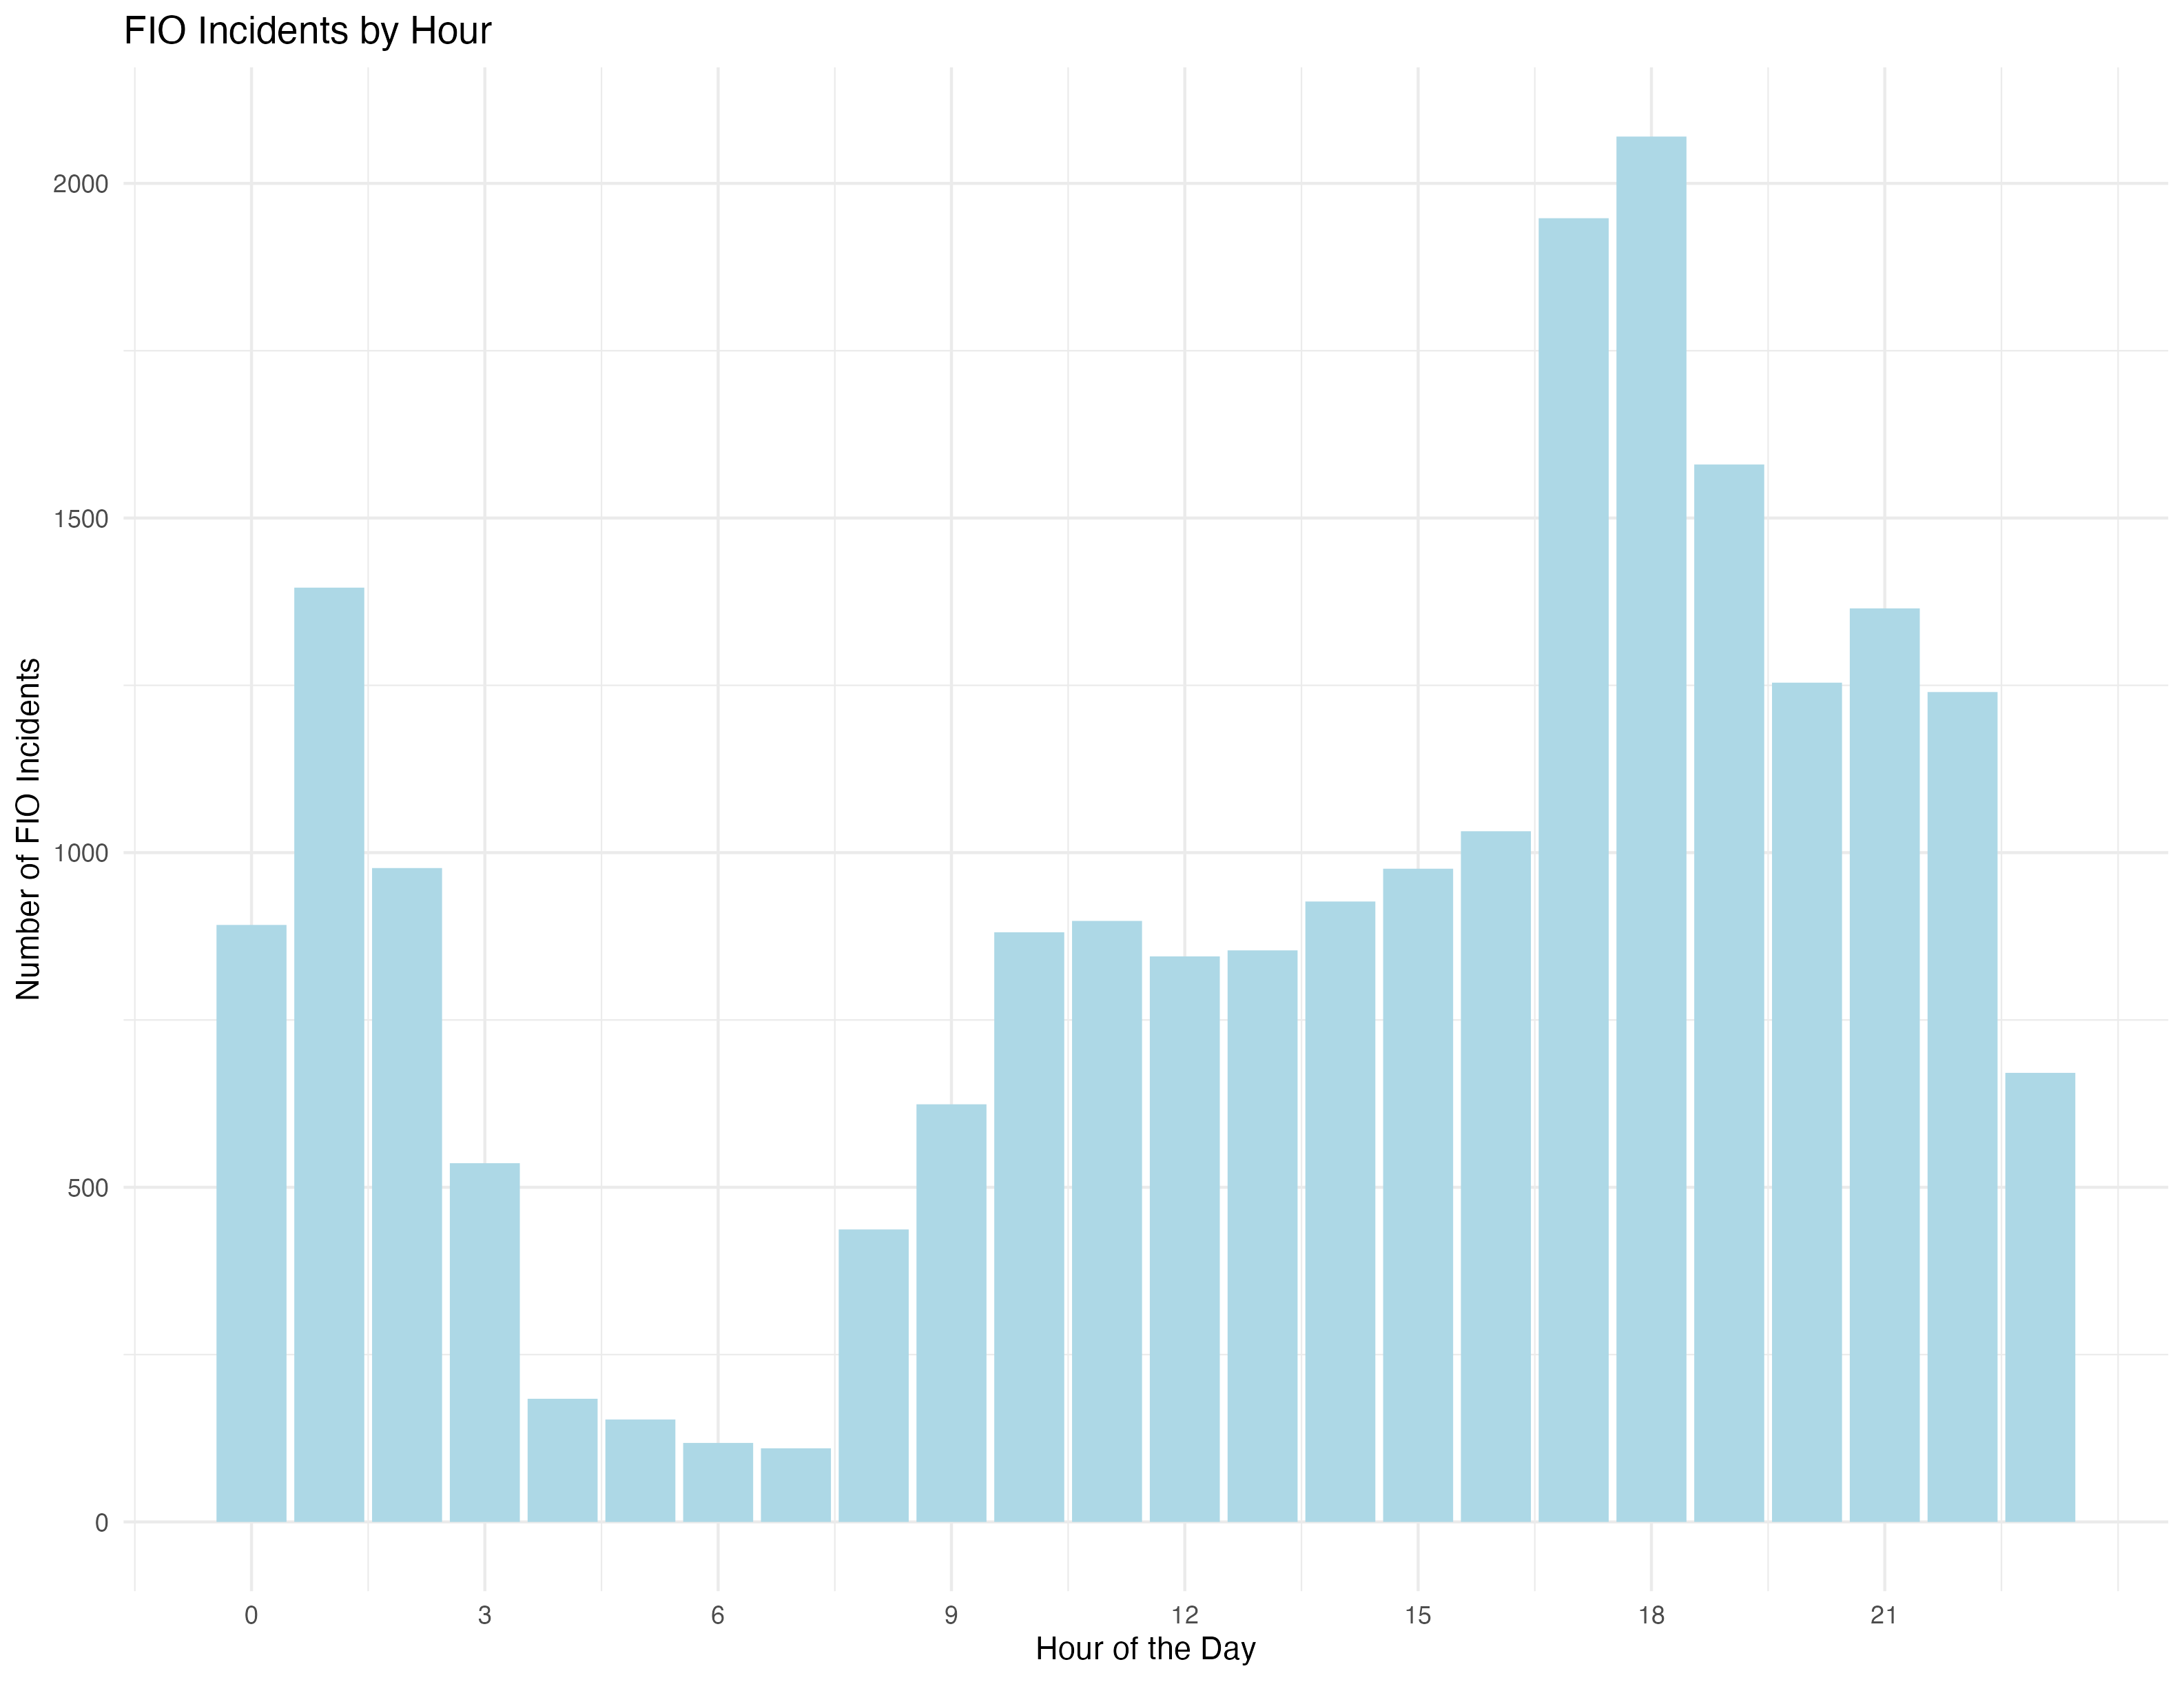 FIO Incidents by Hour
Number of FIO Incidents
2000
1500
1000
500
0
0 3 6 9 12 15 18 21
Hour of the Day